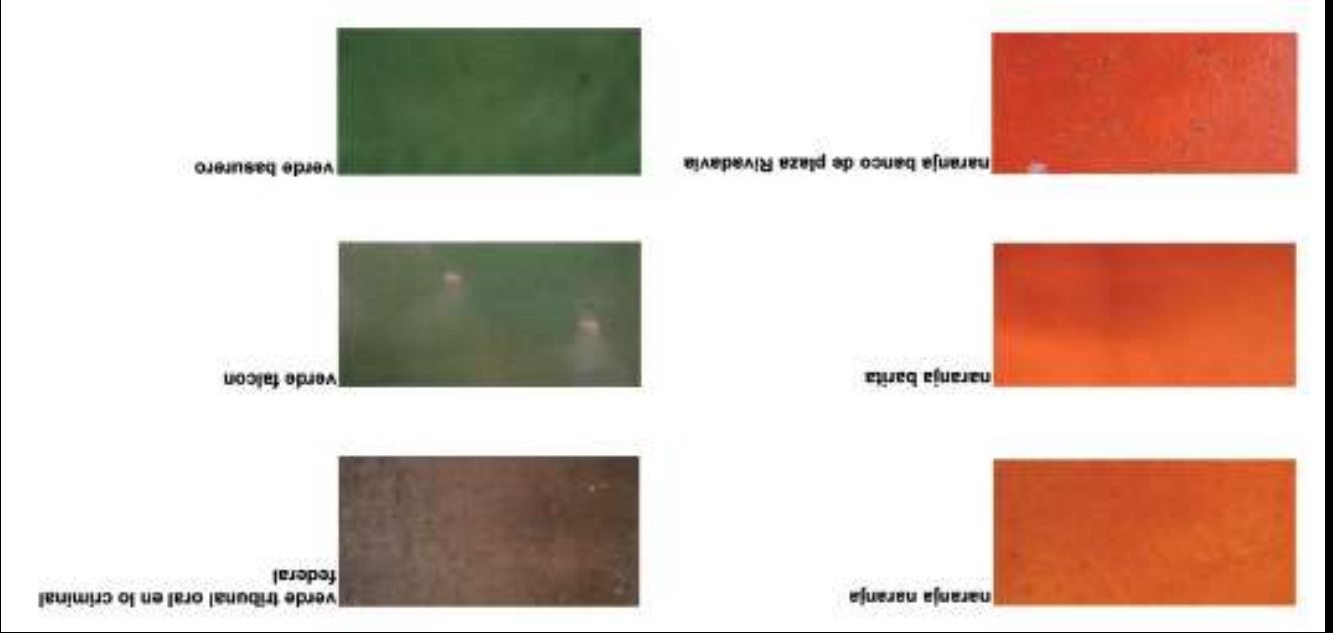 naranja naranja
verde tribunal oral en lo criminal
federal
naranja barita
verde falcon
naranja banco de plaza Rivadavia
verde basurero